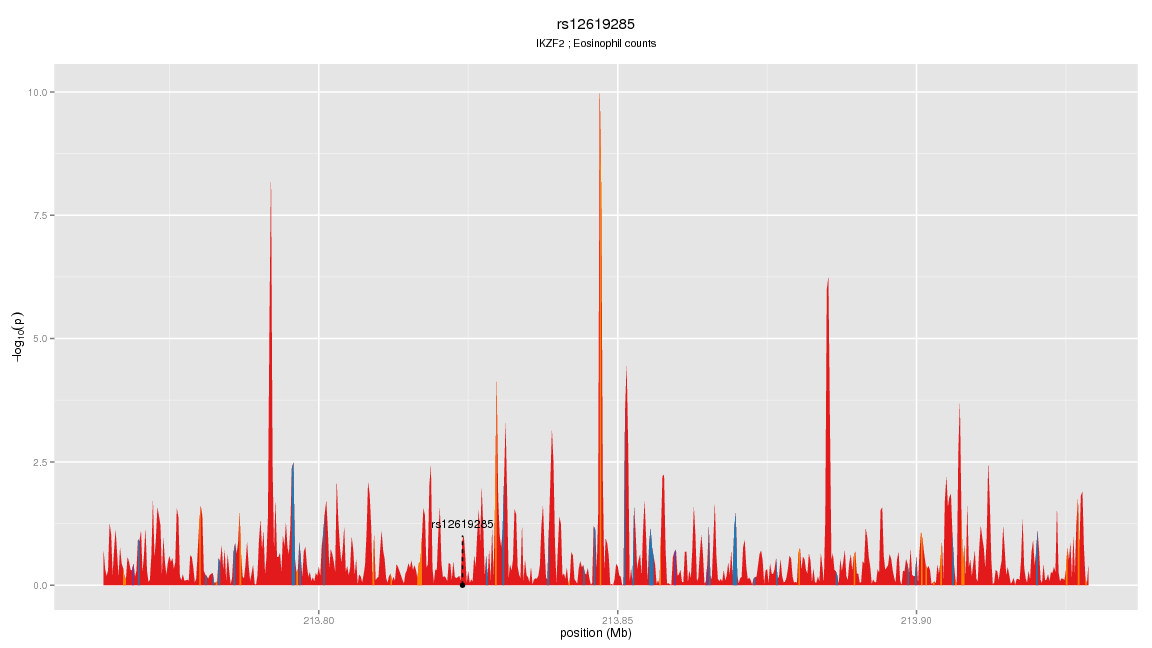 rs12619285
IKZF2 ; Eosinophil counts
10.0
7.5
5.0
2.5
0.0
−log10(p)
rs12619285
213.80
213.85
213.90
position (Mb)